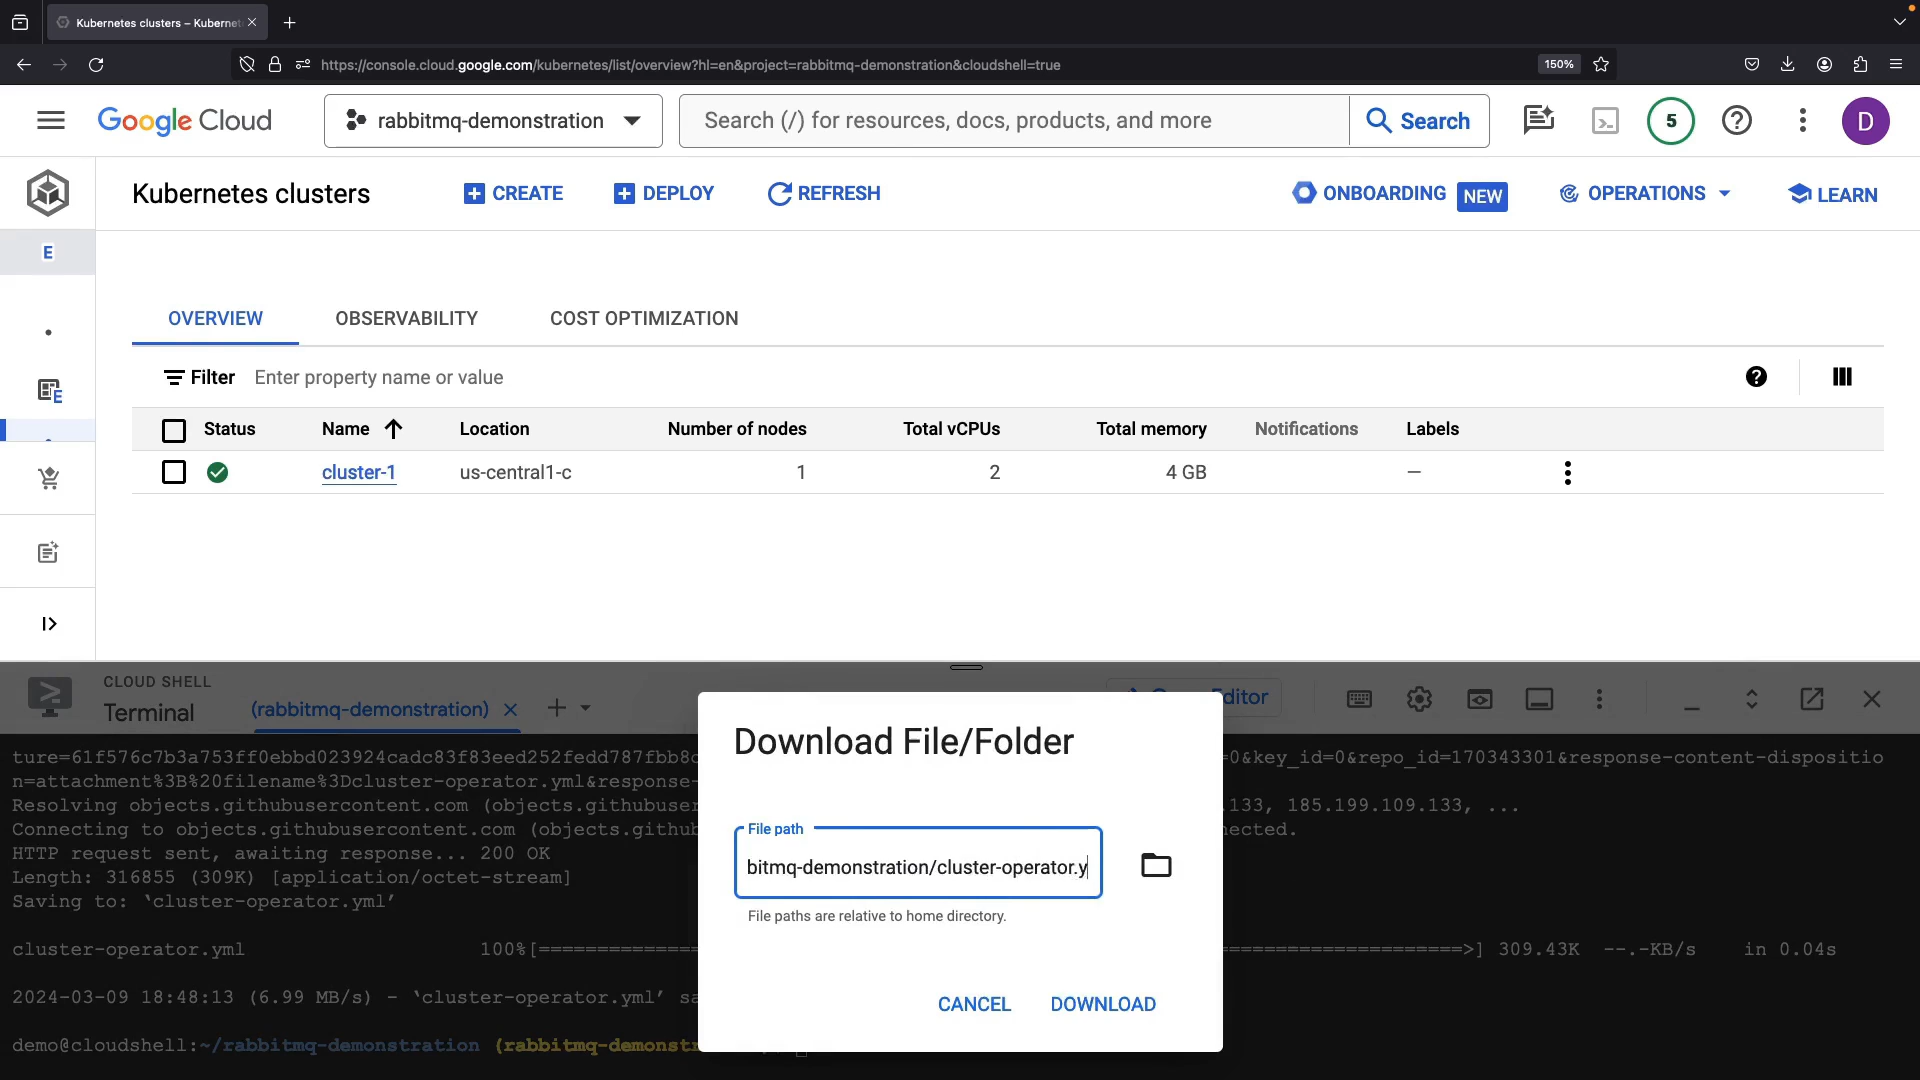 Kubernetes clusters – Kubernet
https://console.cloud.google.com/kubernetes/list/overview?hl=en&project=rabbitmq-demonstration&cloudshell=true
150%
Google Cloud
rabbitmq-demonstration
Search (/) for resources, docs, products, and more
Search
5
D
Kubernetes clusters
CREATE
DEPLOY
REFRESH
ONBOARDING NEW
OPERATIONS
LEARN
E
E
OVERVIEW
OBSERVABILITY
COST OPTIMIZATION
Filter Enter property name or value
Status Name Location Number of nodes Total vCPUs Total memory Notifications Labels
cluster-1 us-central1-c 1 2 4 GB —
CLOUD SHELL
Terminal
(rabbitmq-demonstration)
Editor
ture=61f576c7b3a753ff0ebbd023924cadc83f83eed252fedd787fbb8c =0&key_id=0&repo_id=170343301&response-content-dispositio
n=attachment%3B%20filename%3Dcluster-operator.yml&response-
Resolving objects.githubusercontent.com (objects.githubuser .133, 185.199.109.133, ...
Connecting to objects.githubusercontent.com (objects.github nected.
HTTP request sent, awaiting response... 200 OK
Length: 316855 (309K) [application/octet-stream]
Saving to: ‘cluster-operator.yml’
cluster-operator.yml 100%[================ =====================>] 309.43K --.-KB/s in 0.04s
2024-03-09 18:48:13 (6.99 MB/s) - ‘cluster-operator.yml’ sa
demo@cloudshell:~/rabbitmq-demonstration (rabbitmq-demonstr
Download File/Folder
File path
bitmq-demonstration/cluster-operator.y
File paths are relative to home directory.
CANCEL
DOWNLOAD